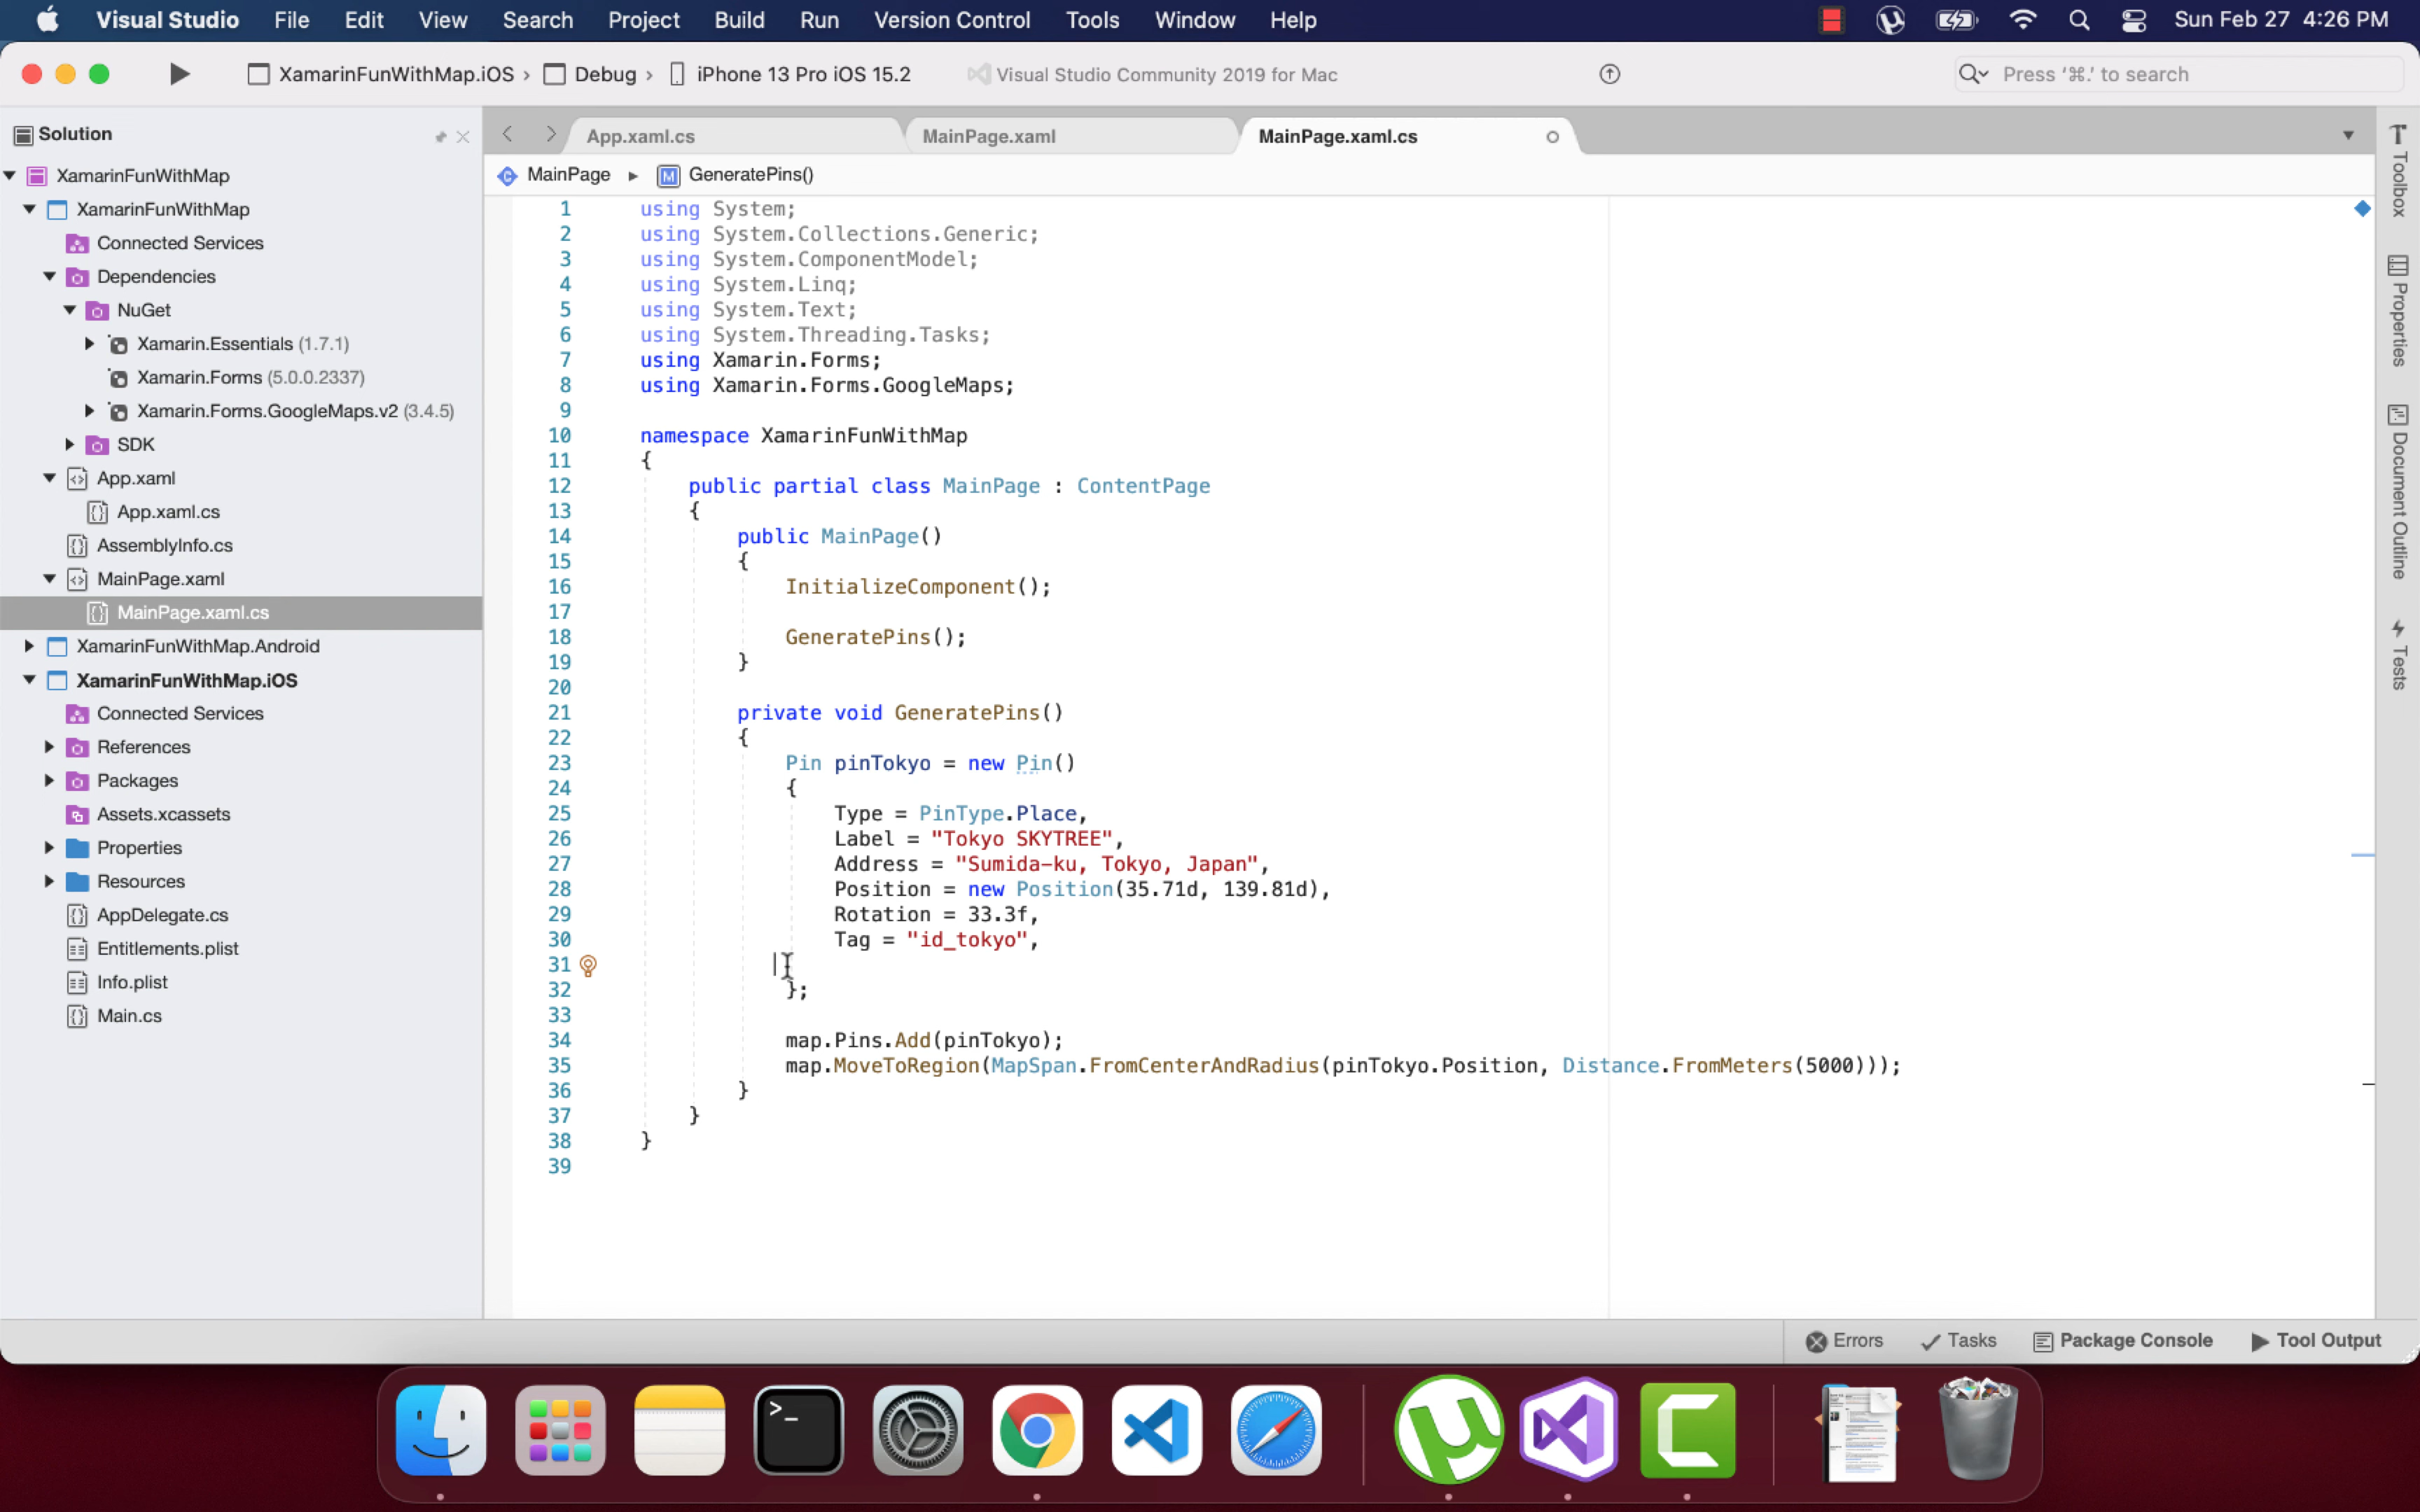 Visual Studio File Edit View Search Project Build Run Version Control Tools Window Help Sun Feb 27 4:26 PM
XamarinFunWithMap.iOS › Debug › iPhone 13 Pro iOS 15.2 Visual Studio Community 2019 for Mac Press ‘⌘.’ to search
Solution
XamarinFunWithMap
XamarinFunWithMap
Connected Services
Dependencies
NuGet
Xamarin.Essentials (1.7.1)
Xamarin.Forms (5.0.0.2337)
Xamarin.Forms.GoogleMaps.v2 (3.4.5)
SDK
App.xaml
App.xaml.cs
AssemblyInfo.cs
MainPage.xaml
MainPage.xaml.cs
XamarinFunWithMap.Android
XamarinFunWithMap.iOS
Connected Services
References
Packages
Assets.xcassets
Properties
Resources
AppDelegate.cs
Entitlements.plist
Info.plist
Main.cs
App.xaml.cs MainPage.xaml MainPage.xaml.cs
MainPage M GeneratePins()
1 using System;
2 using System.Collections.Generic;
3 using System.ComponentModel;
4 using System.Linq;
5 using System.Text;
6 using System.Threading.Tasks;
7 using Xamarin.Forms;
8 using Xamarin.Forms.GoogleMaps;
9
10 namespace XamarinFunWithMap
11 {
12 public partial class MainPage : ContentPage
13 {
14 public MainPage()
15 {
16 InitializeComponent();
17
18 GeneratePins();
19 }
20
21 private void GeneratePins()
22 {
23 Pin pinTokyo = new Pin()
24 {
25 Type = PinType.Place,
26 Label = "Tokyo SKYTREE",
27 Address = "Sumida-ku, Tokyo, Japan",
28 Position = new Position(35.71d, 139.81d),
29 Rotation = 33.3f,
30 Tag = "id_tokyo",
31
32 };
33
34 map.Pins.Add(pinTokyo);
35 map.MoveToRegion(MapSpan.FromCenterAndRadius(pinTokyo.Position, Distance.FromMeters(5000)));
36 }
37 }
38 }
39
Toolbox
Properties
Document Outline
Tests
Errors Tasks Package Console Tool Output